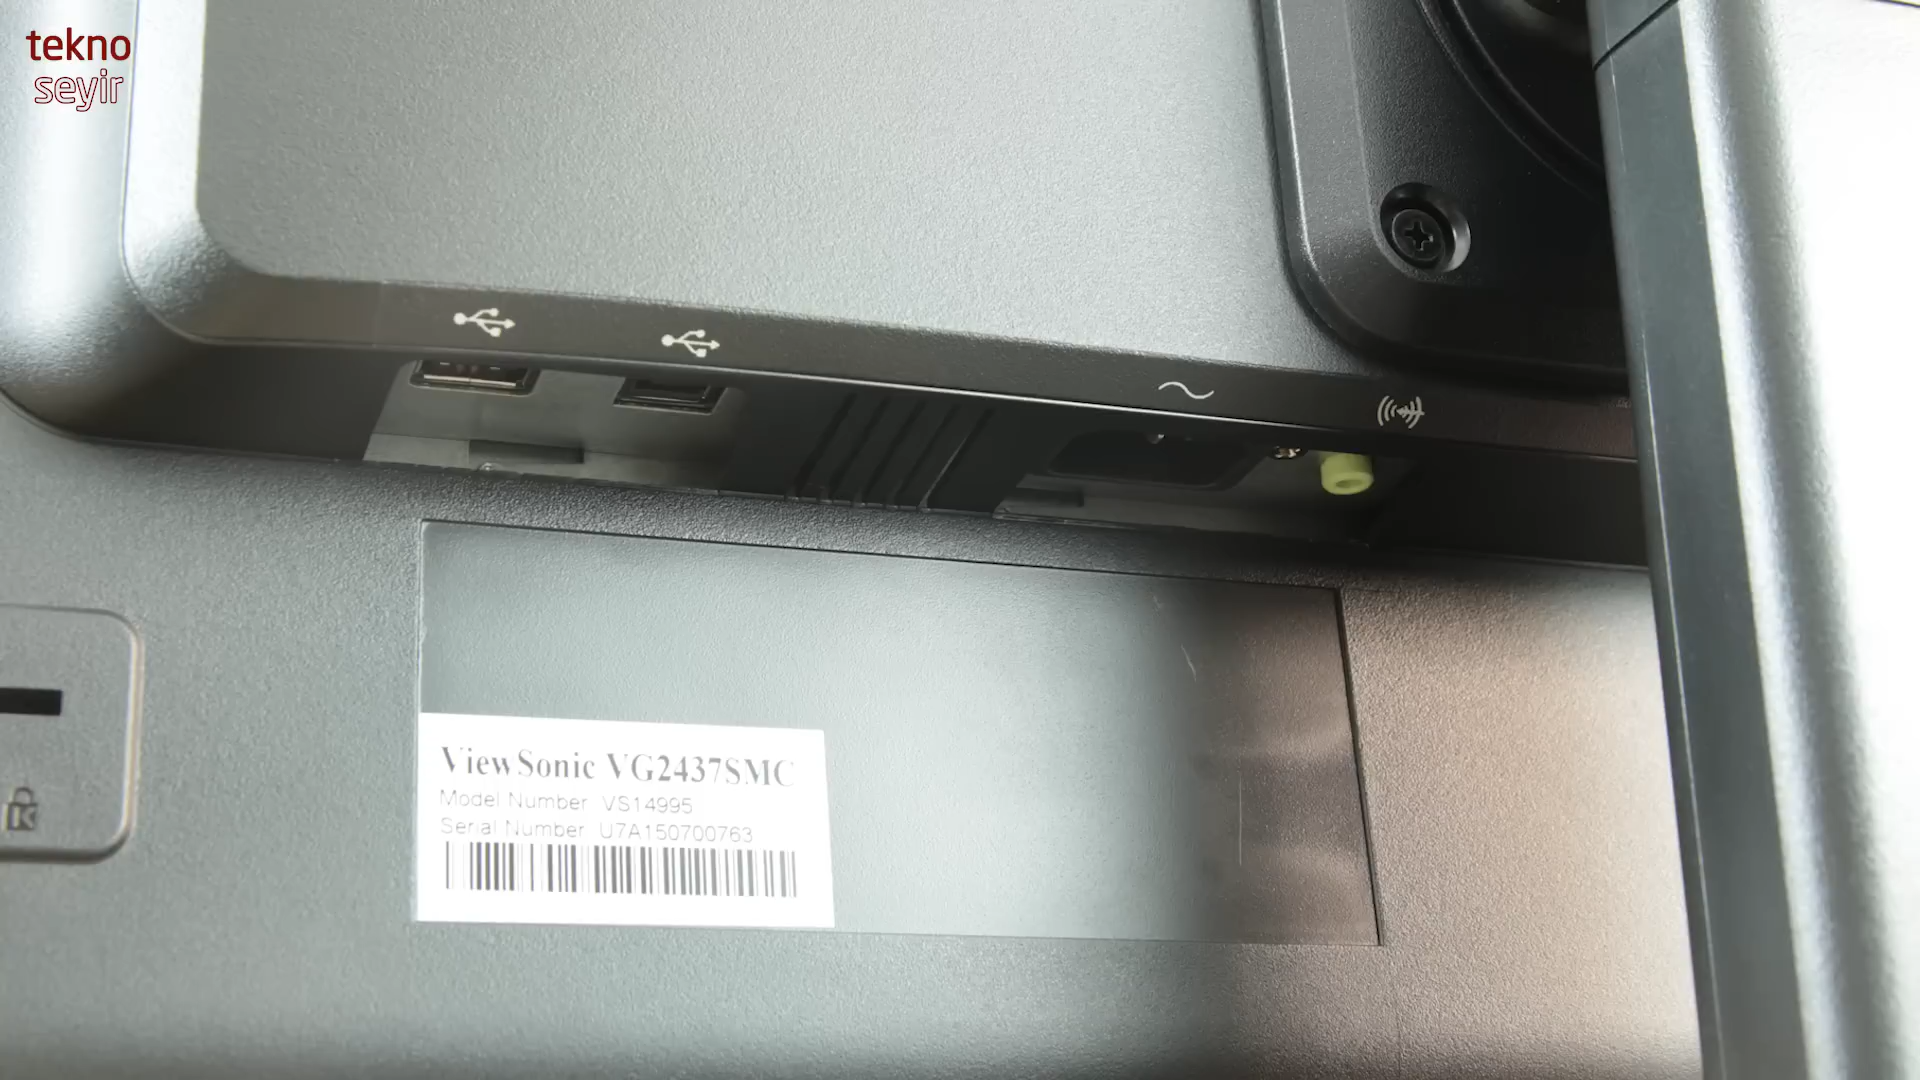 tekno
seyir
ViewSonic VG2437SMC
Model Number VS14995
Serial Number U7A150700763